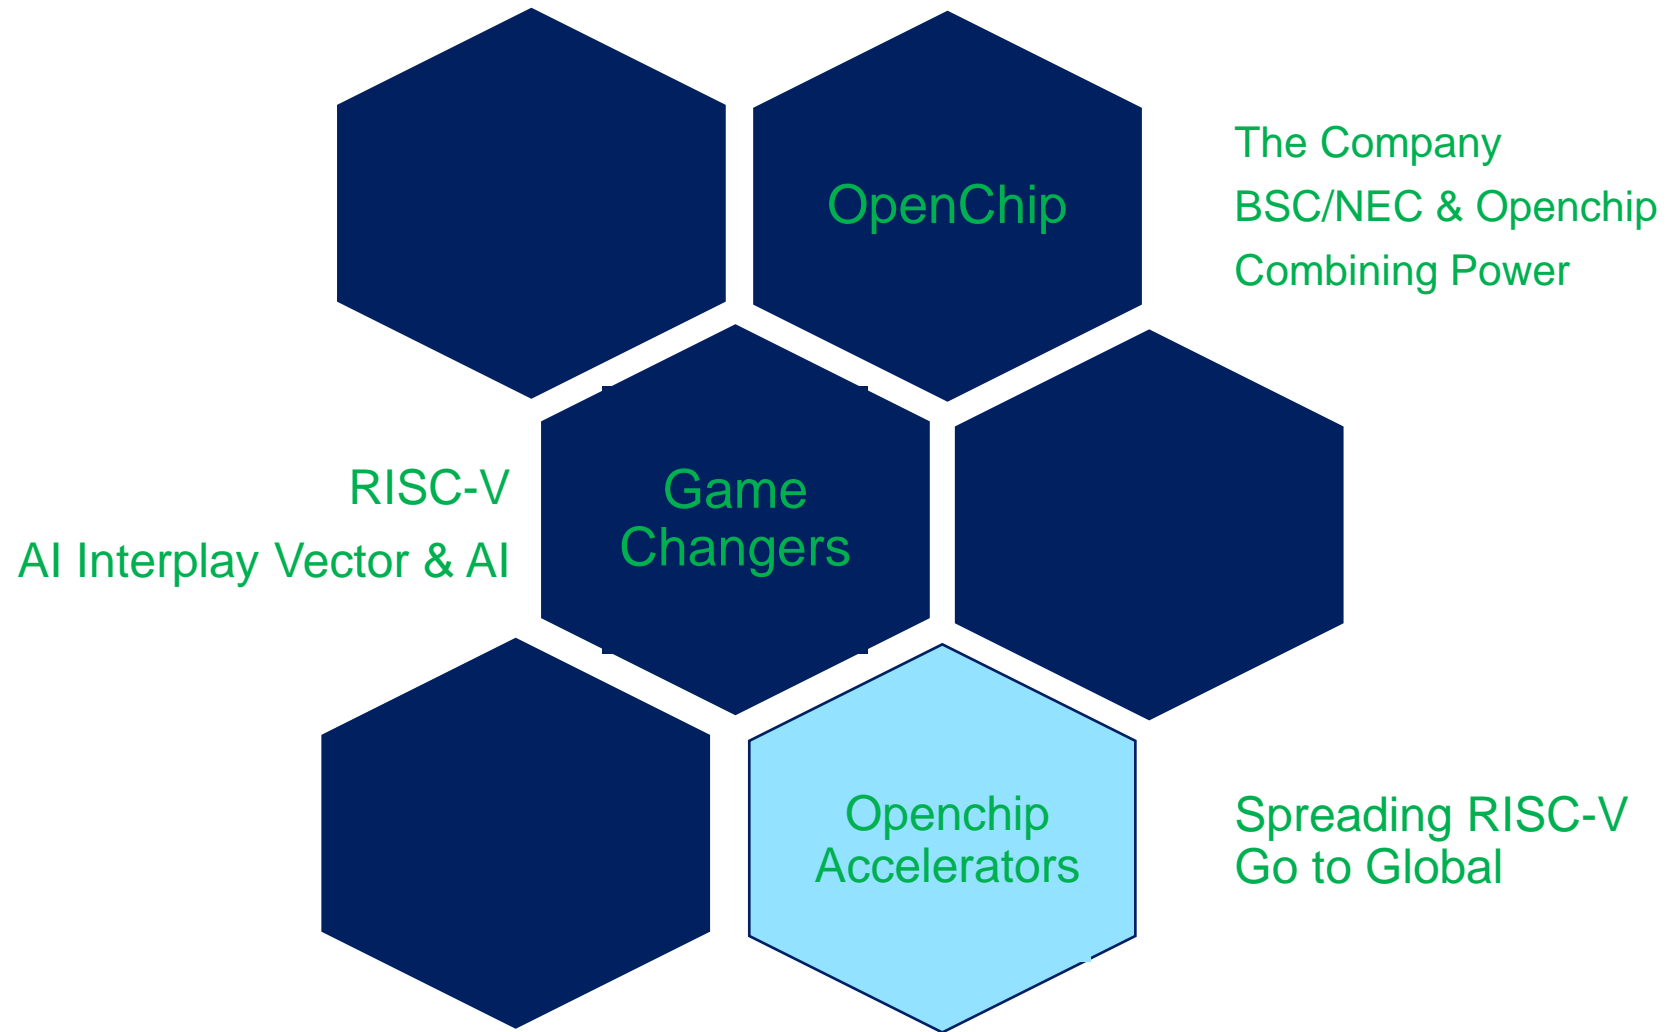 OpenChip
The Company
BSC/NEC & Openchip
Combining Power
RISC-V
AI Interplay Vector & AI
Game
Changers
Openchip
Accelerators
Spreading RISC-V
Go to Global